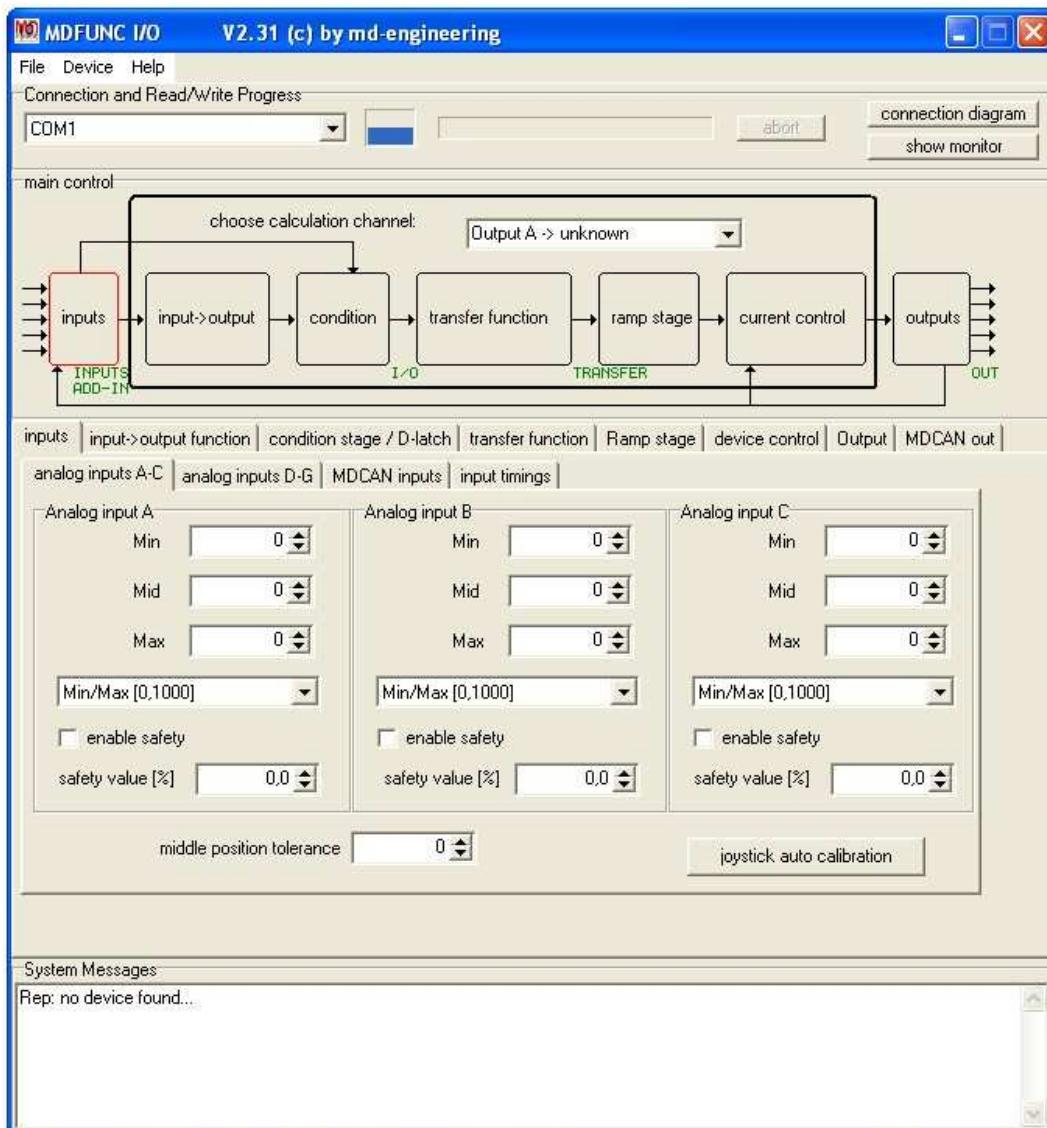 MDFUNC I/O V2.31 (c) by md-engineering
File Device Help
Connection and Read/Write Progress
COM1
abort
connection diagram
show monitor
main control
choose calculation channel:
Output A -> unknown
inputs
input->output
condition
transfer function
ramp stage
current control
outputs
INPUTS
ADD-IN
I/O
TRANSFER
OUT
inputs input->output function condition stage / D-latch transfer function Ramp stage device control Output MDCAN out
analog inputs A-C analog inputs D-G MDCAN inputs input timings
Analog input A
Min 0
Mid 0
Max 0
Min/Max [0,1000]
enable safety
safety value [%] 0,0
Analog input B
Min 0
Mid 0
Max 0
Min/Max [0,1000]
enable safety
safety value [%] 0,0
Analog input C
Min 0
Mid 0
Max 0
Min/Max [0,1000]
enable safety
safety value [%] 0,0
middle position tolerance 0
joystick auto calibration
System Messages
Rep: no device found...